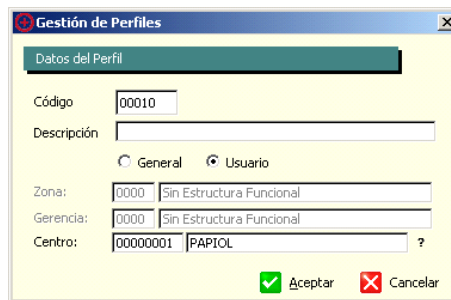 Gestión de Perfiles
Datos del Perfil
Código 00010
Descripción
General Usuario
Zona: 0000 Sin Estructura Funcional
Gerencia: 0000 Sin Estructura Funcional
Centro: 00000001 PAPIOL ?
Aceptar Cancelar